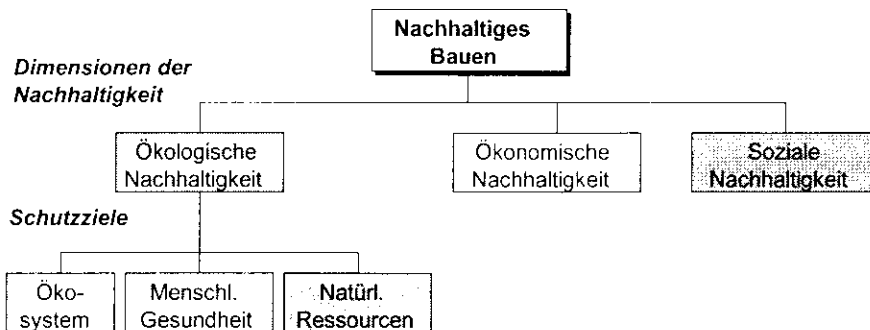 Nachhaltiges
Bauen
Dimensionen der
Nachhaltigkeit
Ökologische
Nachhaltigkeit
Ökonomische
Nachhaltigkeit
Soziale
Nachhaltigkeit
Schutzziele
Öko-
system
Menschl.
Gesundheit
Natürl.
Ressourcen